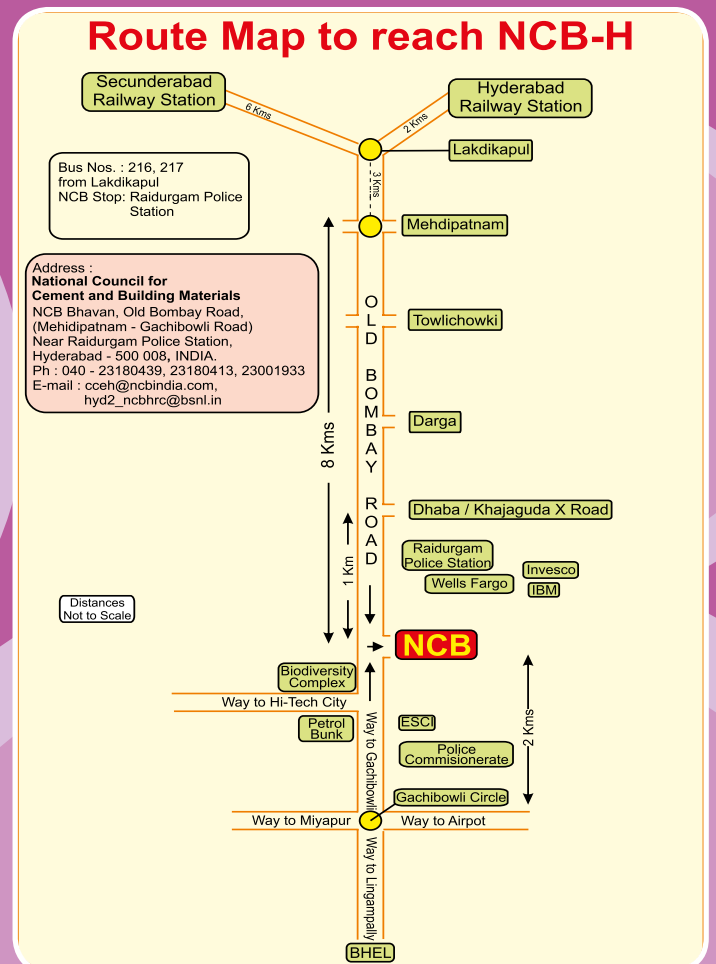 Route Map to reach NCB-H
Secunderabad
Railway Station
Hyderabad
Railway Station
6 Kms
2 Kms
Lakdikapul
Bus Nos. : 216, 217
from Lakdikapul
NCB Stop: Raidurgam Police
Station
3 Kms
Mehdipatnam
Address :
National Council for
Cement and Building Materials
NCB Bhavan, Old Bombay Road,
(Mehidipatnam - Gachibowli Road)
Near Raidurgam Police Station,
Hyderabad - 500 008, INDIA.
Ph : 040 - 23180439, 23180413, 23001933
E-mail : cceh@ncbindia.com,
hyd2_ncbhrc@bsnl.in
OLD BOMBAY ROAD
Towlichowki
Darga
8 Kms
Dhaba / Khajaguda X Road
1 Km
Raidurgam
Police Station
Invesco
Wells Fargo
IBM
Distances
Not to Scale
NCB
Biodiversity
Complex
Way to Hi-Tech City
Petrol
Bunk
Way to Gachibowli
ESCI
2 Kms
Police
Commisionerate
Gachibowli Circle
Way to Miyapur
Way to Airpot
Way to Lingampally
BHEL